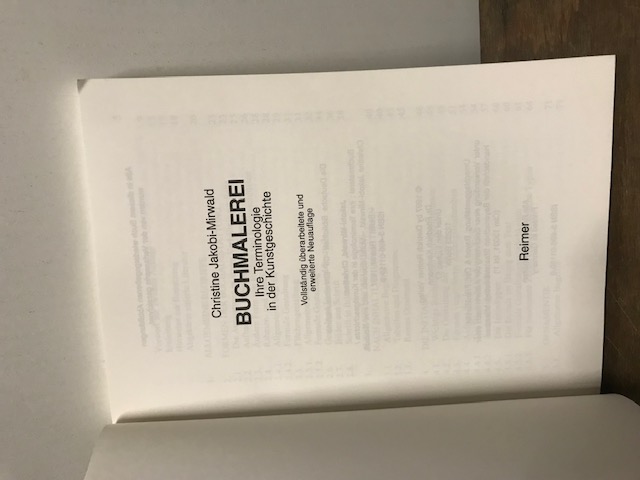 Christine Jakobi-Mirwald
BUCHMALEREI
Ihre Terminologie
in der Kunstgeschichte
Vollständig überarbeitete und
erweiterte Neuauflage
Reimer